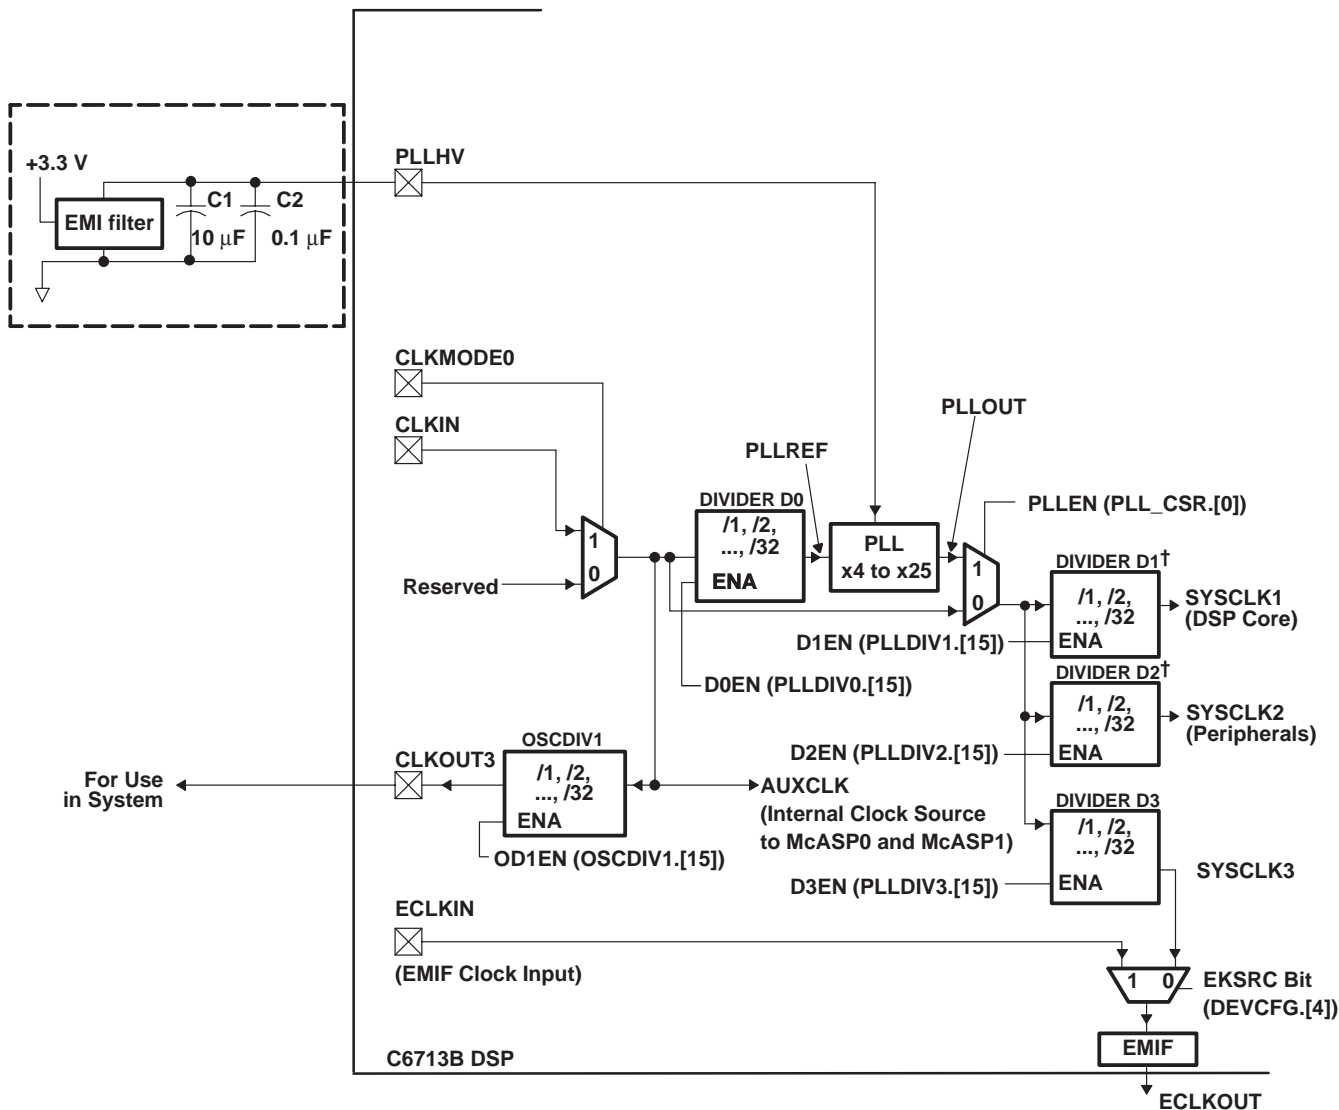 +3.3 V
EMI filter
C1
C2
10 μF
0.1 μF
PLLHV
CLKMODE0
CLKIN
Reserved
1
0
DIVIDER D0
/1, /2,
..., /32
ENA
D0EN (PLLDIV0.[15])
PLLREF
PLL
x4 to x25
PLLOUT
1
0
PLLEN (PLL_CSR.[0])
DIVIDER D1†
/1, /2,
..., /32
ENA
D1EN (PLLDIV1.[15])
SYSCLK1
(DSP Core)
DIVIDER D2†
/1, /2,
..., /32
ENA
D2EN (PLLDIV2.[15])
SYSCLK2
(Peripherals)
For Use
in System
CLKOUT3
OSCDIV1
/1, /2,
..., /32
ENA
OD1EN (OSCDIV1.[15])
AUXCLK
(Internal Clock Source
to McASP0 and McASP1)
DIVIDER D3
/1, /2,
..., /32
ENA
D3EN (PLLDIV3.[15])
SYSCLK3
ECLKIN
(EMIF Clock Input)
1 0
EKSRC Bit
(DEVCFG.[4])
EMIF
C6713B DSP
ECLKOUT